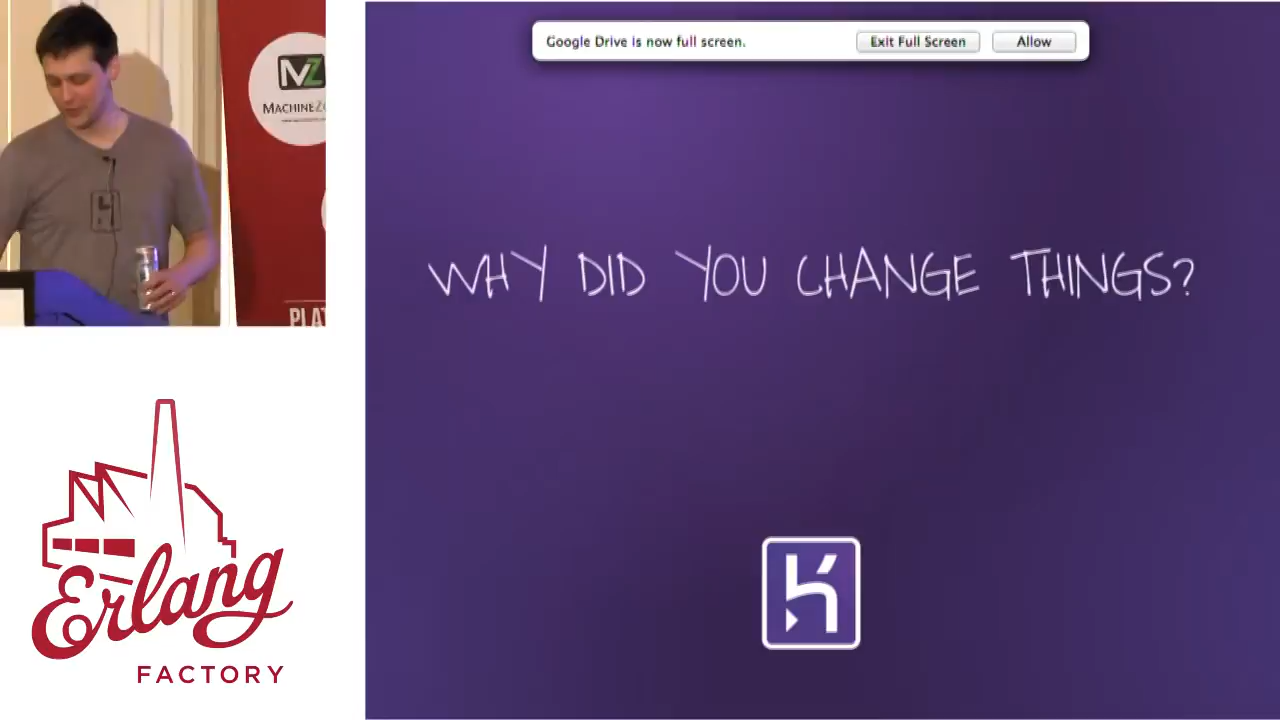 MZ
MACHINEZ
PLAT
Google Drive is now full screen.
Exit Full Screen
Allow
WHY DID YOU CHANGE THINGS?
Erlang
FACTORY